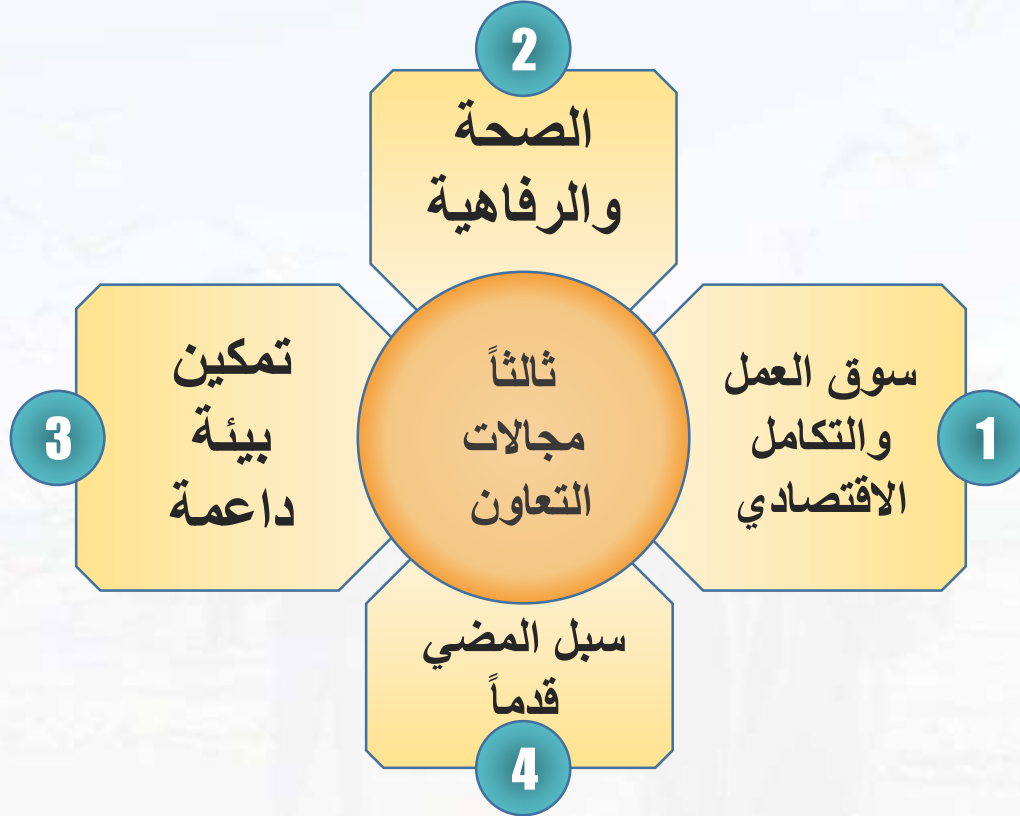 ثالثاً
مجالات
التعاون
1
سوق العمل
والتكامل
الاقتصادي
2
الصحة
والرفاهية
3
تمكين
بيئة
داعمة
4
سبل المضي
قدماً